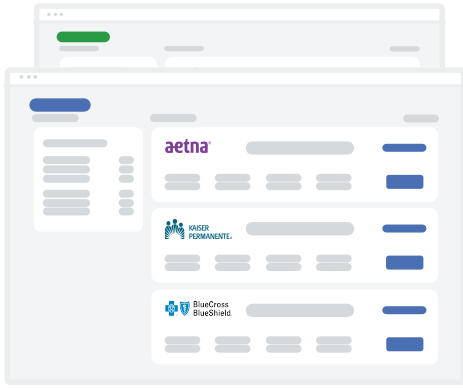 aetna®
KAISER
PERMANENTE®
BlueCross
BlueShield®